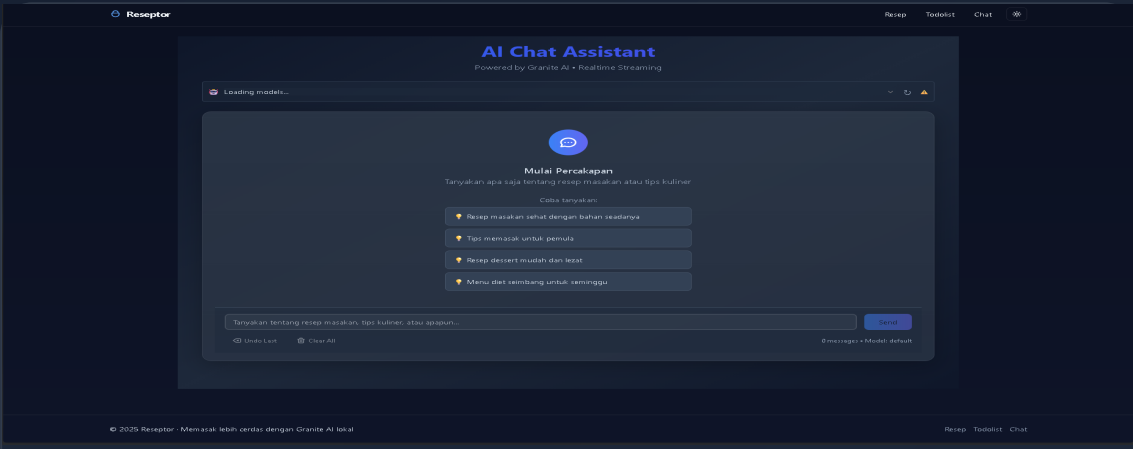 Reseptor
Resep Todolist Chat
AI Chat Assistant
Powered by Granite AI • Realtime Streaming
Loading models...
Mulai Percakapan
Tanyakan apa saja tentang resep masakan atau tips kuliner
Coba tanyakan:
Resep masakan sehat dengan bahan seadanya
Tips memasak untuk pemula
Resep dessert mudah dan lezat
Menu diet seimbang untuk seminggu
Tanyakan tentang resep masakan, tips kuliner, atau apapun...
Send
Undo Last Clear All
0 messages • Model: default
© 2025 Reseptor · Memasak lebih cerdas dengan Granite AI lokal
Resep Todolist Chat